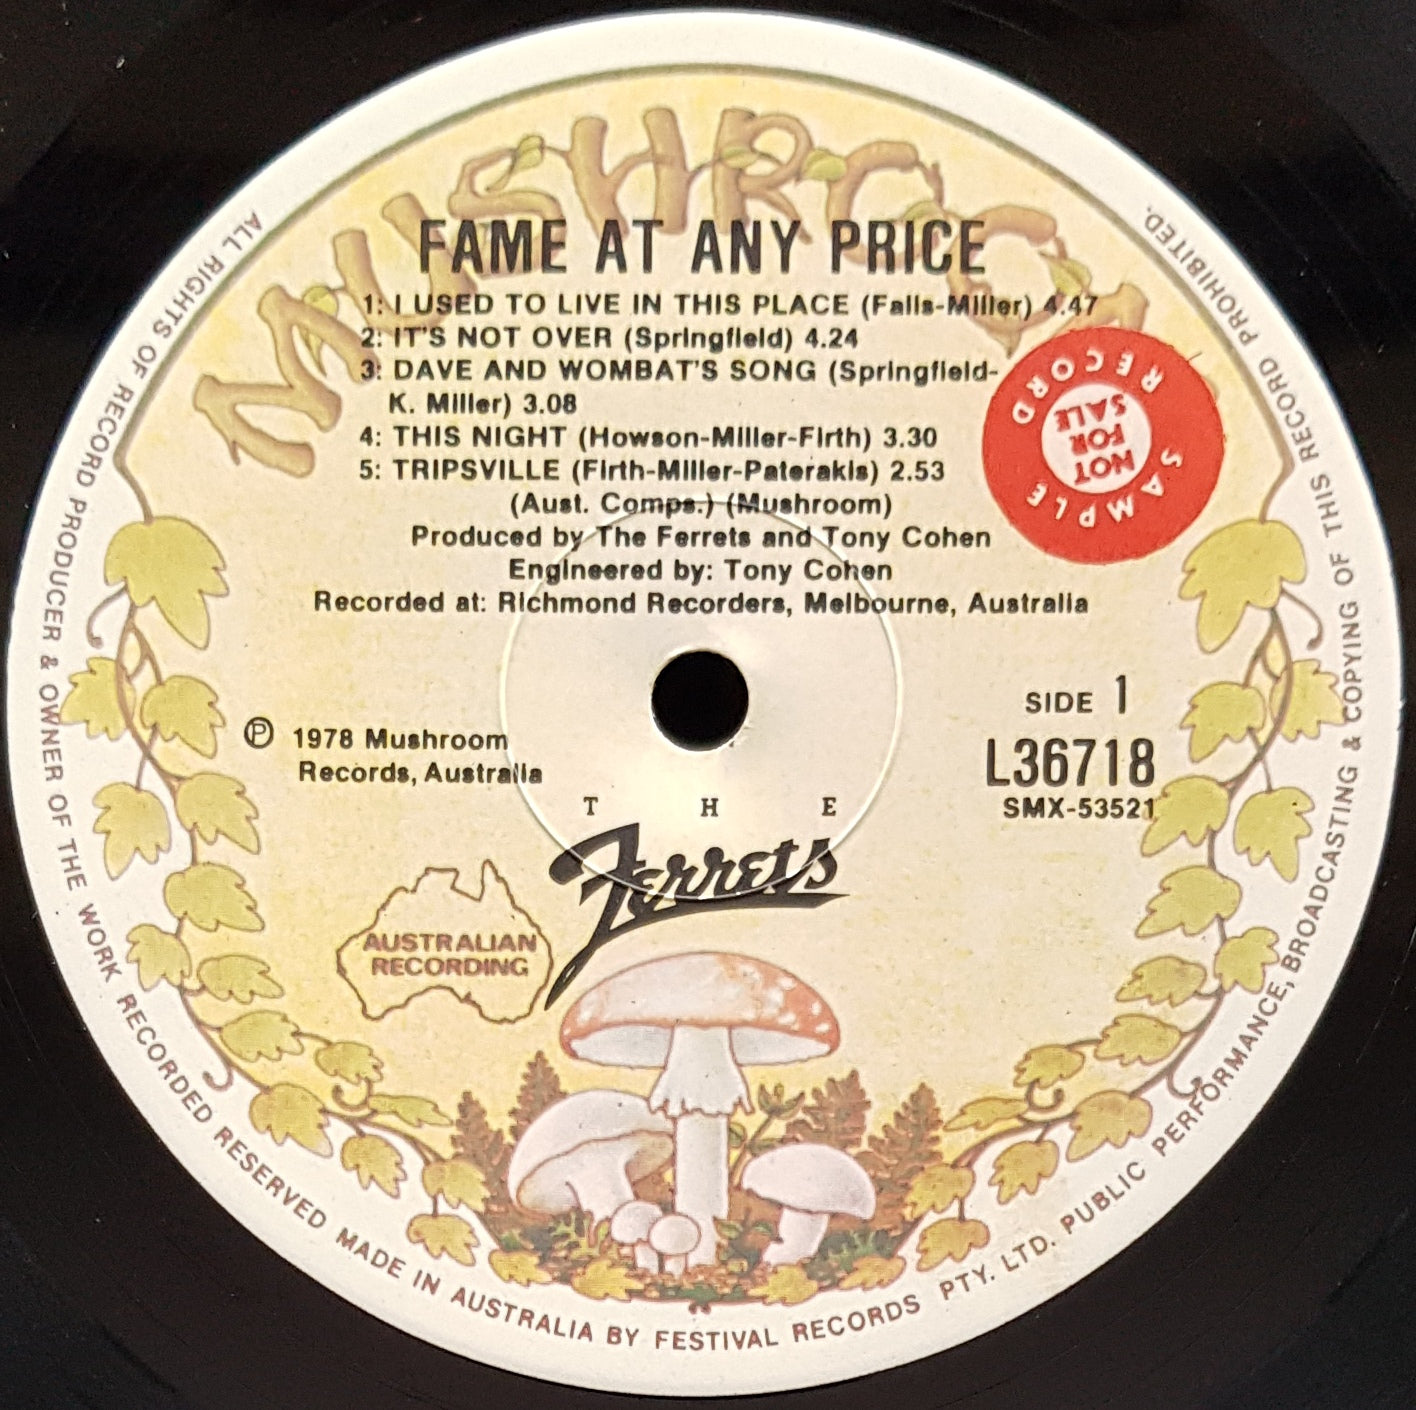 MUSHROOM
FAME AT ANY PRICE
1: I USED TO LIVE IN THIS PLACE (Falls-Miller) 4.47
2: IT'S NOT OVER (Springfield) 4.24
3: DAVE AND WOMBAT'S SONG (Springfield-
K. Miller) 3.08
4: THIS NIGHT (Howson-Miller-Firth) 3.30
5: TRIPSVILLE (Firth-Miller-Paterakis) 2.53
(Aust. Comps.) (Mushroom)
Produced by The Ferrets and Tony Cohen
Engineered by: Tony Cohen
Recorded at: Richmond Recorders, Melbourne, Australia
SAMPLE RECORD
NOT
FOR
SALE
SIDE 1
L36718
SMX-53521
Ⓟ 1978 Mushroom
Records, Australia
THE
Ferrets
AUSTRALIAN
RECORDING
ALL RIGHTS OF RECORD PRODUCER & OWNER OF THE WORK RECORDED RESERVED MADE IN AUSTRALIA BY FESTIVAL RECORDS PTY. LTD. PUBLIC PERFORMANCE, BROADCASTING & COPYING OF THIS RECORD PROHIBITED.